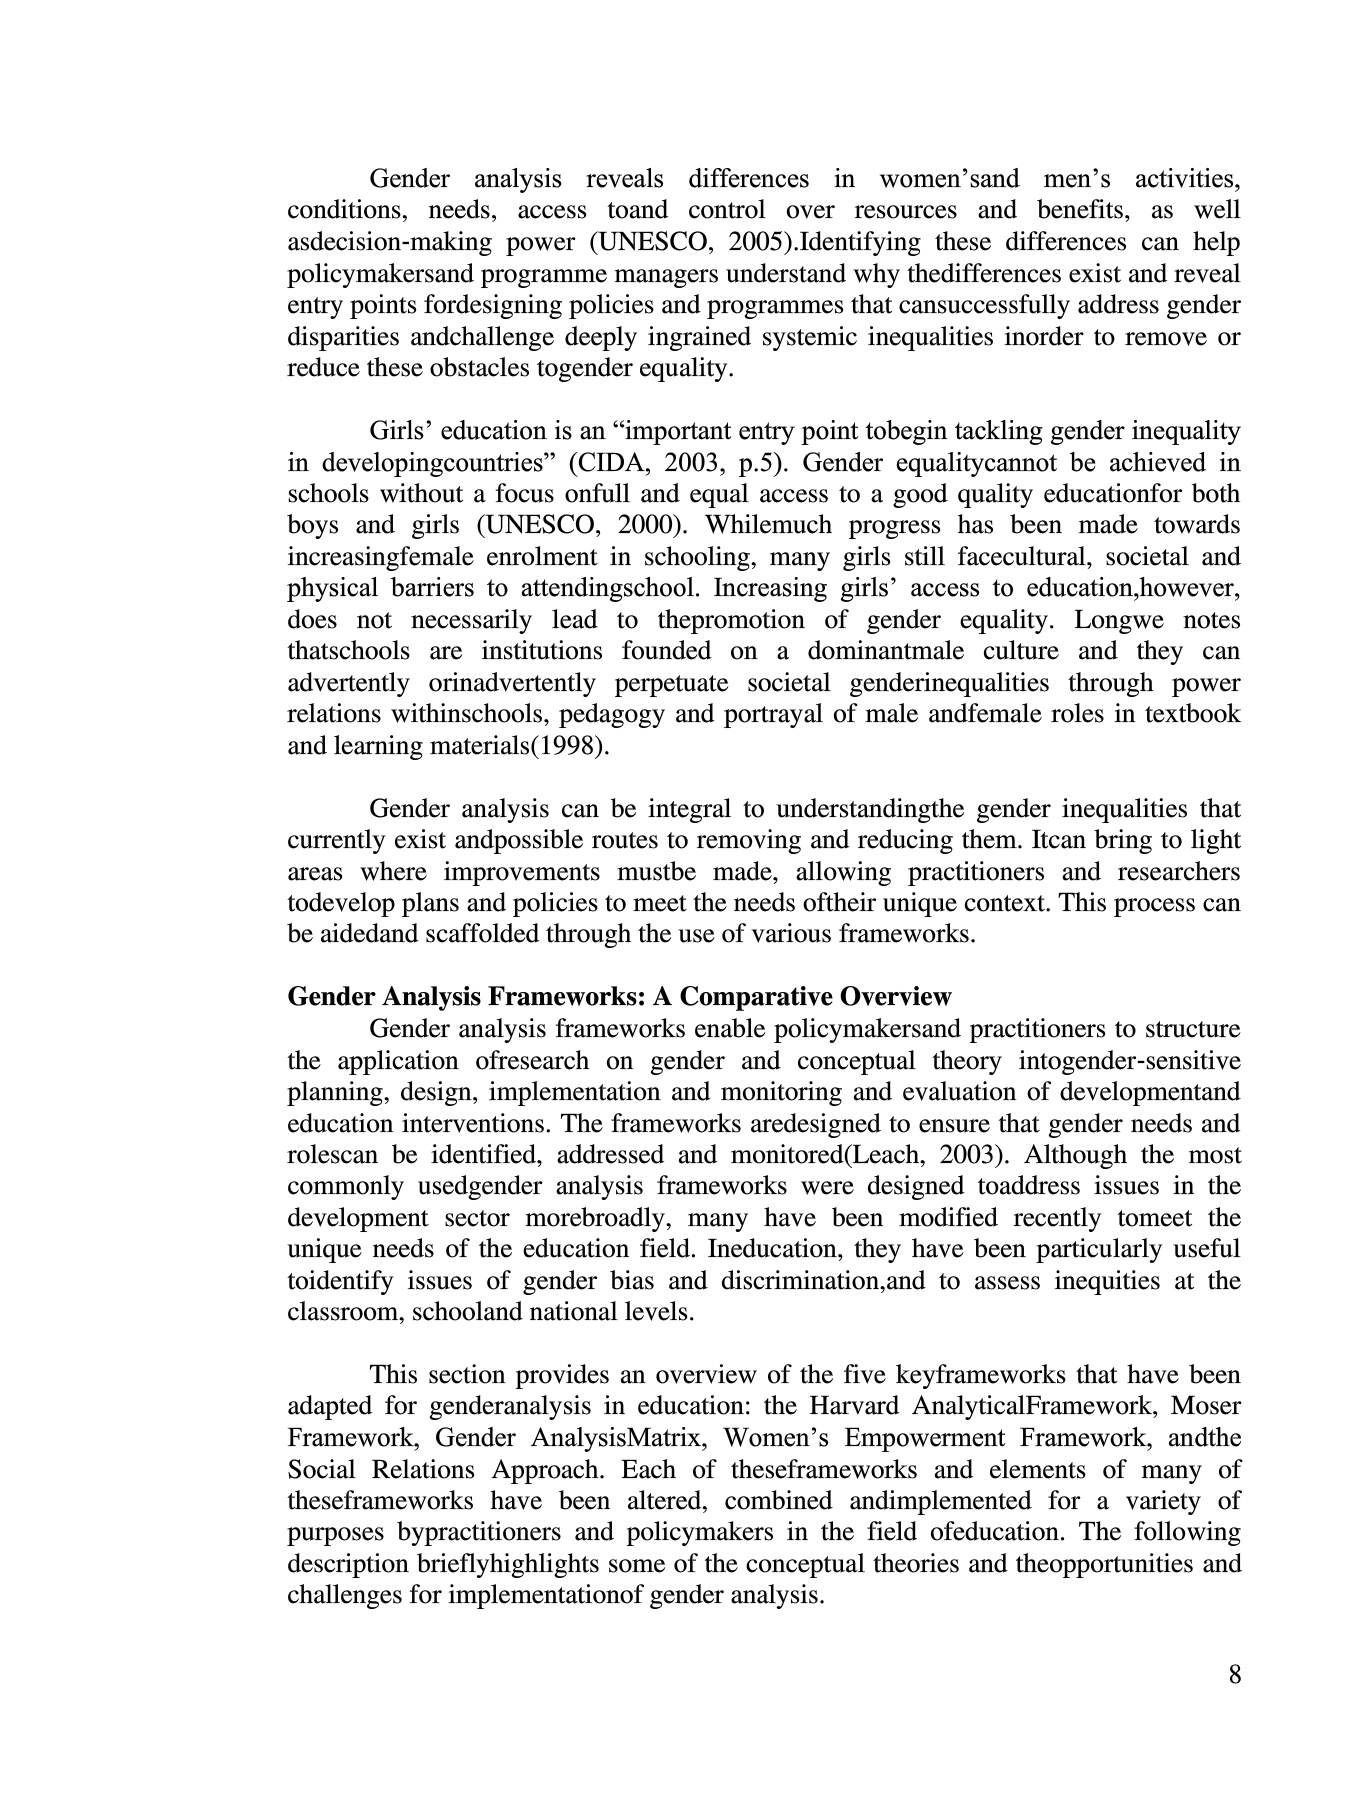 Gender analysis reveals differences in women’sand men’s activities,
conditions, needs, access toand control over resources and benefits, as well
asdecision-making power (UNESCO, 2005).Identifying these differences can help
policymakersand programme managers understand why thedifferences exist and reveal
entry points fordesigning policies and programmes that cansuccessfully address gender
disparities andchallenge deeply ingrained systemic inequalities inorder to remove or
reduce these obstacles togender equality.
Girls’ education is an “important entry point tobegin tackling gender inequality
in developingcountries” (CIDA, 2003, p.5). Gender equalitycannot be achieved in
schools without a focus onfull and equal access to a good quality educationfor both
boys and girls (UNESCO, 2000). Whilemuch progress has been made towards
increasingfemale enrolment in schooling, many girls still facecultural, societal and
physical barriers to attendingschool. Increasing girls’ access to education,however,
does not necessarily lead to thepromotion of gender equality. Longwe notes
thatschools are institutions founded on a dominantmale culture and they can
advertently orinadvertently perpetuate societal genderinequalities through power
relations withinschools, pedagogy and portrayal of male andfemale roles in textbook
and learning materials(1998).
Gender analysis can be integral to understandingthe gender inequalities that
currently exist andpossible routes to removing and reducing them. Itcan bring to light
areas where improvements mustbe made, allowing practitioners and researchers
todevelop plans and policies to meet the needs oftheir unique context. This process can
be aidedand scaffolded through the use of various frameworks.
Gender Analysis Frameworks: A Comparative Overview
Gender analysis frameworks enable policymakersand practitioners to structure
the application ofresearch on gender and conceptual theory intogender-sensitive
planning, design, implementation and monitoring and evaluation of developmentand
education interventions. The frameworks aredesigned to ensure that gender needs and
rolescan be identified, addressed and monitored(Leach, 2003). Although the most
commonly usedgender analysis frameworks were designed toaddress issues in the
development sector morebroadly, many have been modified recently tomeet the
unique needs of the education field. Ineducation, they have been particularly useful
toidentify issues of gender bias and discrimination,and to assess inequities at the
classroom, schooland national levels.
This section provides an overview of the five keyframeworks that have been
adapted for genderanalysis in education: the Harvard AnalyticalFramework, Moser
Framework, Gender AnalysisMatrix, Women’s Empowerment Framework, andthe
Social Relations Approach. Each of theseframeworks and elements of many of
theseframeworks have been altered, combined andimplemented for a variety of
purposes bypractitioners and policymakers in the field ofeducation. The following
description brieflyhighlights some of the conceptual theories and theopportunities and
challenges for implementationof gender analysis.
8